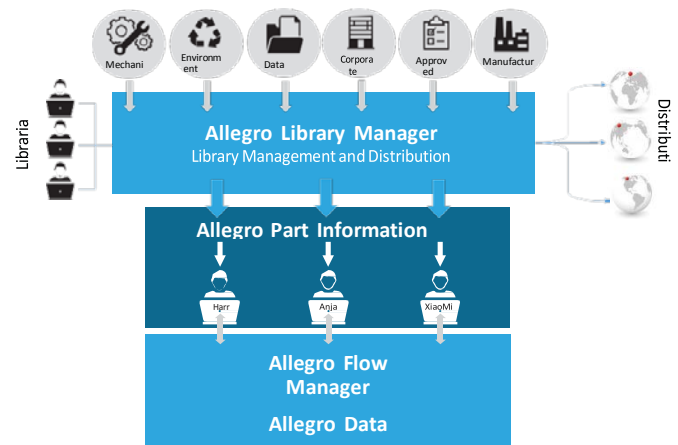 Mechani
Environm
ent
Data
Corpora
te
Approv
ed
Manufactur
Libraria
Allegro Library Manager
Library Management and Distribution
Distributi
Allegro Part Information
Harr
Anja
XiaoMi
Allegro Flow
Manager
Allegro Data